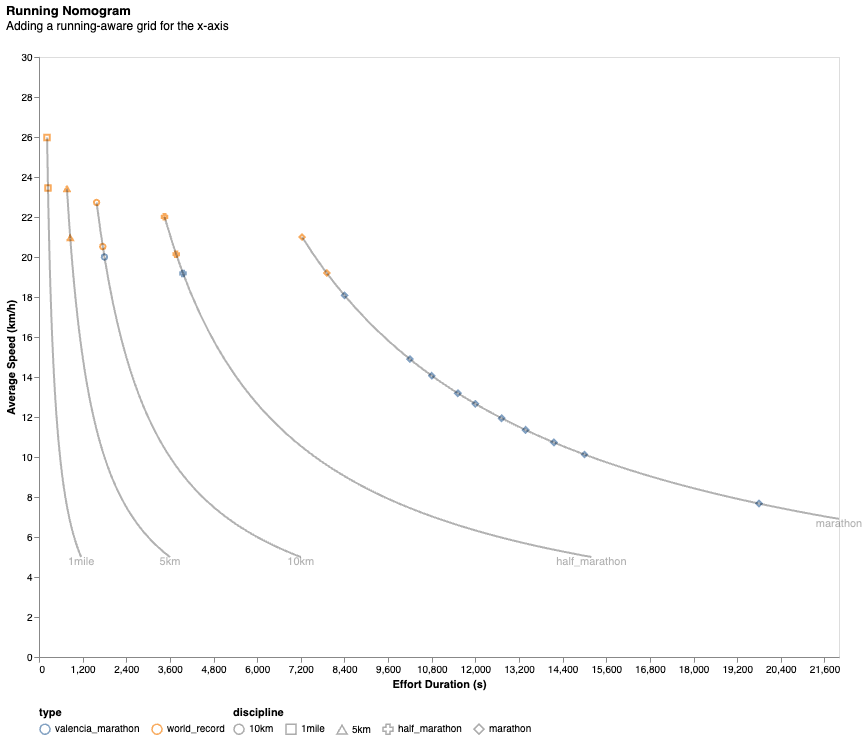 Running Nomogram
Adding a running-aware grid for the x-axis
30
28
26
24
22
20
18
16
14
12
10
8
6
4
2
0
Average Speed (km/h)
1mile
5km
10km
half_marathon
marathon
0 1,200 2,400 3,600 4,800 6,000 7,200 8,400 9,600 10,800 12,000 13,200 14,400 15,600 16,800 18,000 19,200 20,400 21,600
Effort Duration (s)
type discipline
valencia_marathon world_record 10km 1mile 5km half_marathon marathon